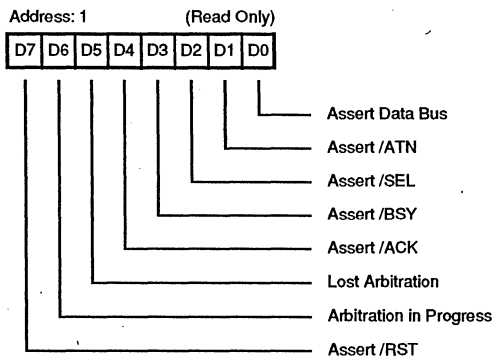 Address: 1 (Read Only)
D7 D6 D5 D4 D3 D2 D1 D0
Assert Data Bus
Assert /ATN
Assert /SEL
Assert /BSY
Assert /ACK
Lost Arbitration
Arbitration in Progress
Assert /RST